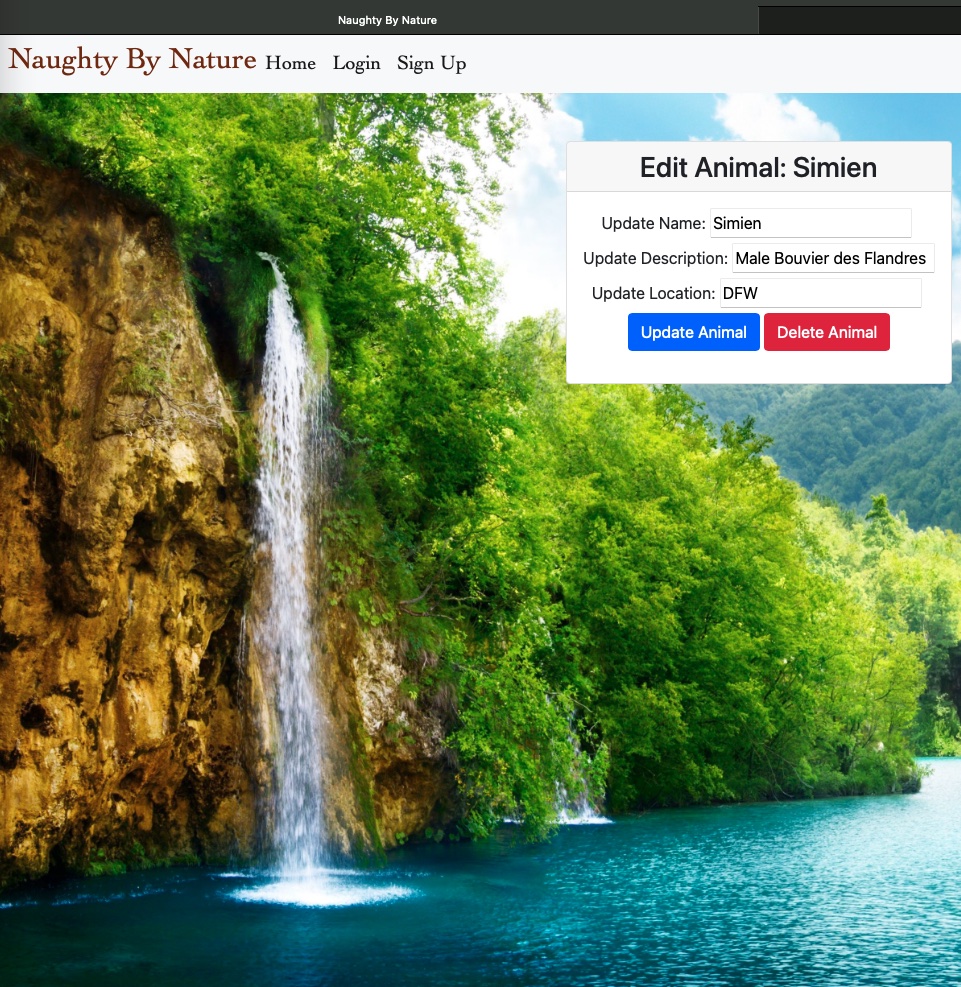 Naughty By Nature
Naughty By Nature Home Login Sign Up
Edit Animal: Simien
Update Name: Simien
Update Description: Male Bouvier des Flandres
Update Location: DFW
Update Animal Delete Animal